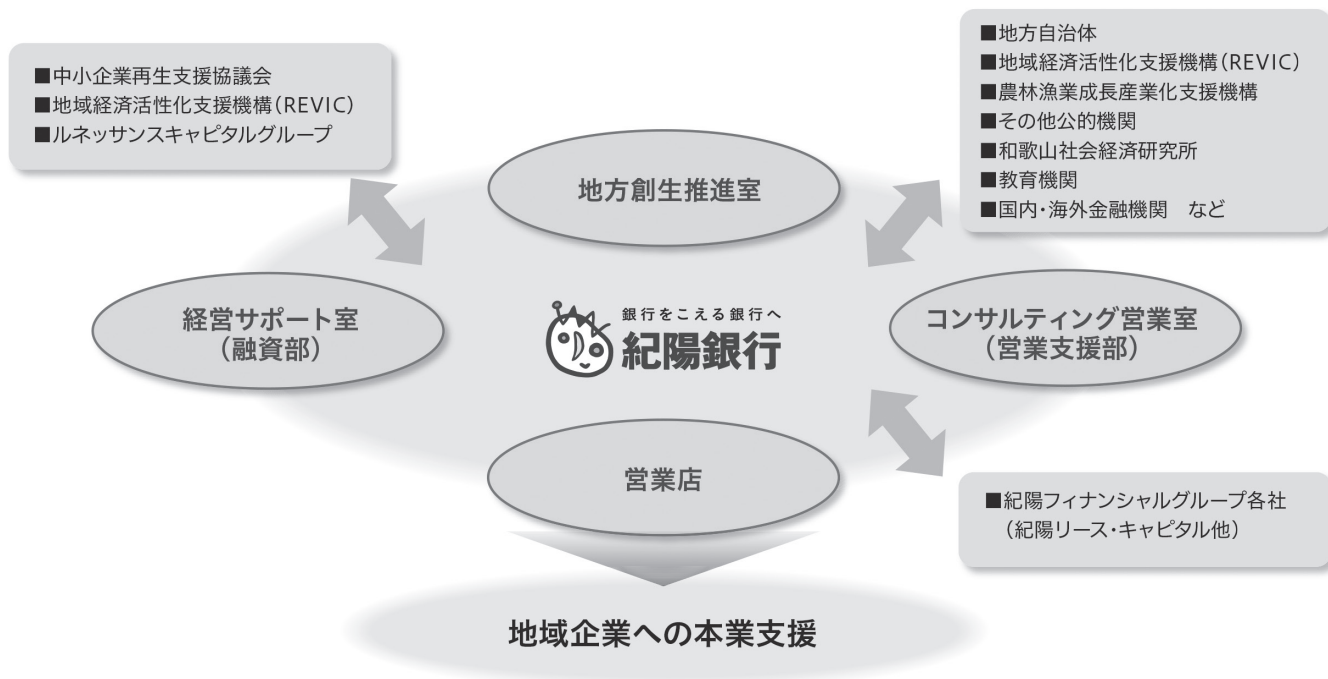 ■中小企業再生支援協議会
■地域経済活性化支援機構(REVIC)
■ルネッサンスキャピタルグループ
■地方自治体
■地域経済活性化支援機構(REVIC)
■農林漁業成長産業化支援機構
■その他公的機関
■和歌山社会経済研究所
■教育機関
■国内・海外金融機関　など
地方創生推進室
経営サポート室
(融資部)
銀行をこえる銀行へ
紀陽銀行
コンサルティング営業室
(営業支援部)
営業店
■紀陽フィナンシャルグループ各社
(紀陽リース・キャピタル他)
地域企業への本業支援